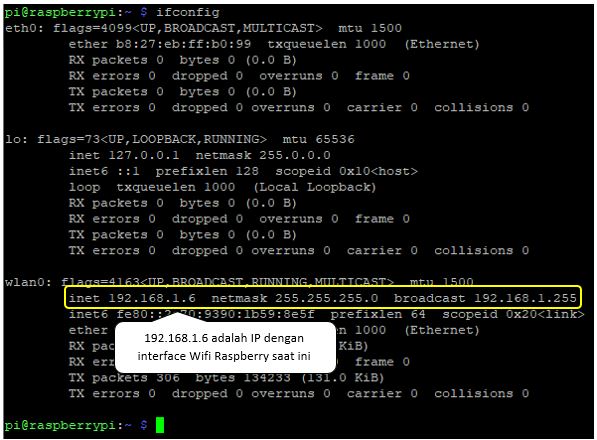 pi@raspberrypi:~ $ ifconfig
eth0: flags=4099<UP,BROADCAST,MULTICAST>  mtu 1500
ether b8:27:eb:ff:b0:99  txqueuelen 1000  (Ethernet)
RX packets 0  bytes 0 (0.0 B)
RX errors 0  dropped 0  overruns 0  frame 0
TX packets 0  bytes 0 (0.0 B)
TX errors 0  dropped 0 overruns 0  carrier 0  collisions 0
lo: flags=73<UP,LOOPBACK,RUNNING>  mtu 65536
inet 127.0.0.1  netmask 255.0.0.0
inet6 ::1  prefixlen 128  scopeid 0x10<host>
loop  txqueuelen 1000  (Local Loopback)
RX packets 0  bytes 0 (0.0 B)
RX errors 0  dropped 0  overruns 0  frame 0
TX packets 0  bytes 0 (0.0 B)
TX errors 0  dropped 0 overruns 0  carrier 0  collisions 0
wlan0: flags=4163<UP,BROADCAST,RUNNING,MULTICAST>  mtu 1500
inet 192.168.1.6  netmask 255.255.255.0  broadcast 192.168.1.255
inet6 prefixlen 64  scopeid 0x20<link>
ether 1000  (Ethernet)
RX KiB)
RX frame 0
TX packets 306  bytes 134233 (131.0 KiB)
TX errors 0  dropped 0 overruns 0  carrier 0  collisions 0
192.168.1.6 adalah IP dengan
interface Wifi Raspberry saat ini
pi@raspberrypi:~ $